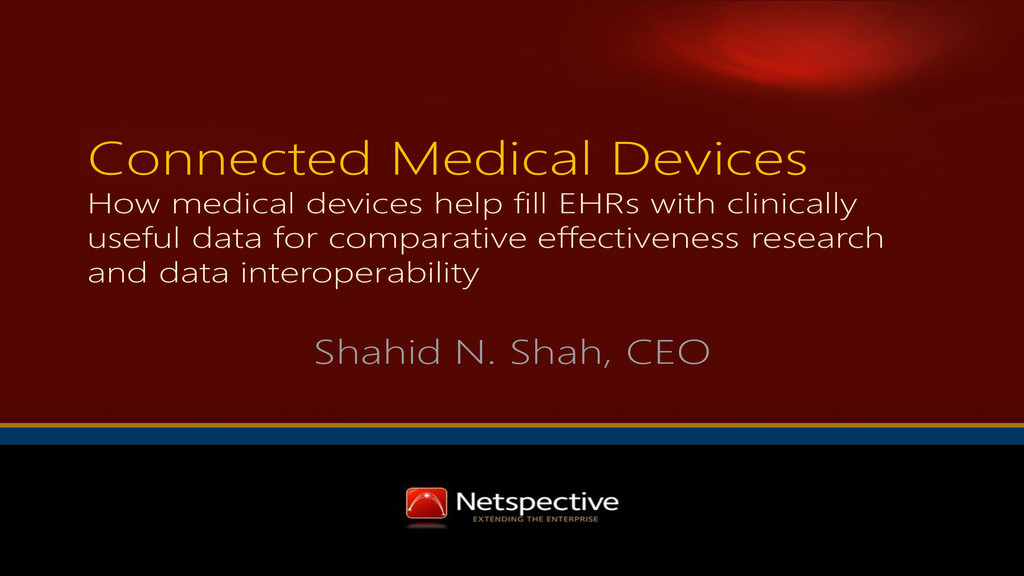 Connected Medical Devices
How medical devices help fill EHRs with clinically
useful data for comparative effectiveness research
and data interoperability
Shahid N. Shah, CEO
Netspective
EXTENDING THE ENTERPRISE